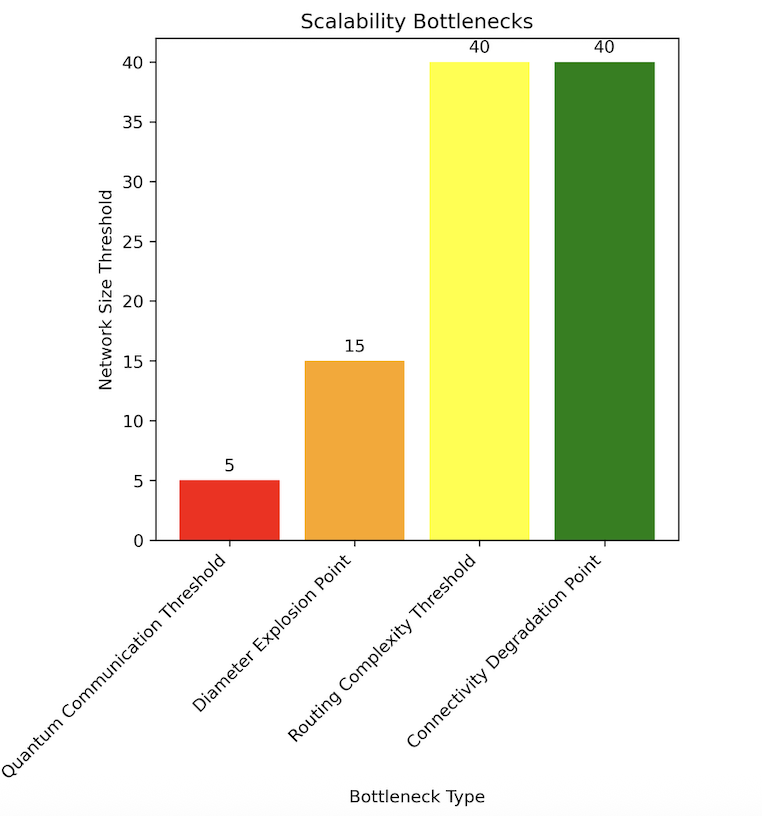 Scalability Bottlenecks
40 40
40
35
30
25
20
15
10
5
0
15
5
Network Size Threshold
Quantum Communication Threshold
Diameter Explosion Point
Routing Complexity Threshold
Connectivity Degradation Point
Bottleneck Type